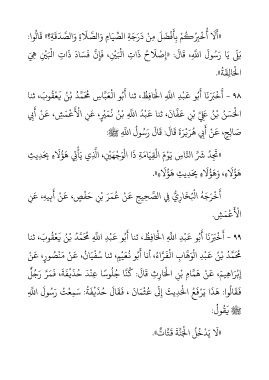 «أَلَا أُخْبِرُكُمْ بِأَفْضَلَ مِنْ دَرَجَةِ الصِّيَامِ وَالصَّلَاةِ وَالصَّدَقَةِ؟» قَالُوا:
بَلَى يَا رَسُولَ اللهِ، قَالَ: «إِصْلَاحُ ذَاتِ الْبَيْنِ، فَإِنَّ فَسَادَ ذَاتِ الْبَيْنِ هِيَ
الْحَالِقَةُ».
٩٨ - أَخْبَرَنَا أَبُو عَبْدِ اللهِ الْحَافِظُ، ثنا أَبُو الْعَبَّاسِ مُحَمَّدُ بْنُ يَعْقُوبَ، ثنا
الْحَسَنُ بْنُ عَلِيِّ بْنِ عَفَّانَ، ثنا عَبْدُ اللهِ بْنُ نُمَيْرٍ، عَنِ الْأَعْمَشِ، عَنْ أَبِي
صَالِحٍ، عَنْ أَبِي هُرَيْرَةَ قَالَ: قَالَ رَسُولُ اللهِ ﷺ:
«تَجِدُ شَرَّ النَّاسِ يَوْمَ الْقِيَامَةِ ذَا الْوَجْهَيْنِ، الَّذِي يَأْتِي هَؤُلَاءِ بِحَدِيثِ
هَؤُلَاءِ، وَهَؤُلَاءِ بِحَدِيثِ هَؤُلَاءِ».
أَخْرَجَهُ الْبُخَارِيُّ فِي الصَّحِيحِ عَنْ عُمَرَ بْنِ حَفْصٍ، عَنْ أَبِيهِ، عَنِ
الْأَعْمَشِ.
٩٩ - أَخْبَرَنَا أَبُو عَبْدِ اللهِ الْحَافِظُ، ثنا أَبُو عَبْدِ اللهِ مُحَمَّدُ بْنُ يَعْقُوبَ، ثنا
مُحَمَّدُ بْنُ عَبْدِ الْوَهَّابِ الْفَرَّاءُ، أنا أَبُو نُعَيْمٍ، ثنا سُفْيَانُ، عَنْ مَنْصُورٍ، عَنْ
إِبْرَاهِيمَ، عَنْ هَمَّامِ بْنِ الْحَارِثِ قَالَ: كُنَّا جُلُوسًا عِنْدَ حُذَيْفَةَ، فَمَرَّ رَجُلٌ
فَقَالُوا: هَذَا يَرْفَعُ الْحَدِيثَ إِلَى عُثْمَانَ، فَقَالَ حُذَيْفَةُ: سَمِعْتُ رَسُولَ اللهِ
ﷺ يَقُولُ:
«لَا يَدْخُلُ الْجَنَّةَ قَتَّاتٌ».